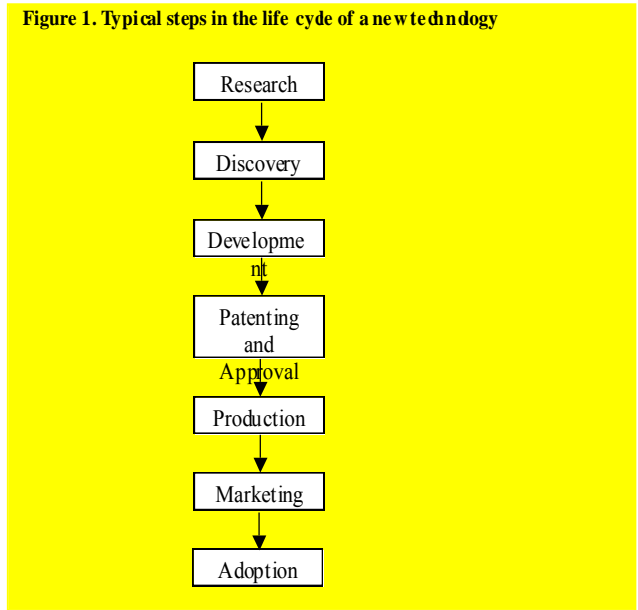 Figure 1. Typical steps in the life cycle of a new technology
Research
Discovery
Developme
nt
Patenting
and
Approval
Production
Marketing
Adoption